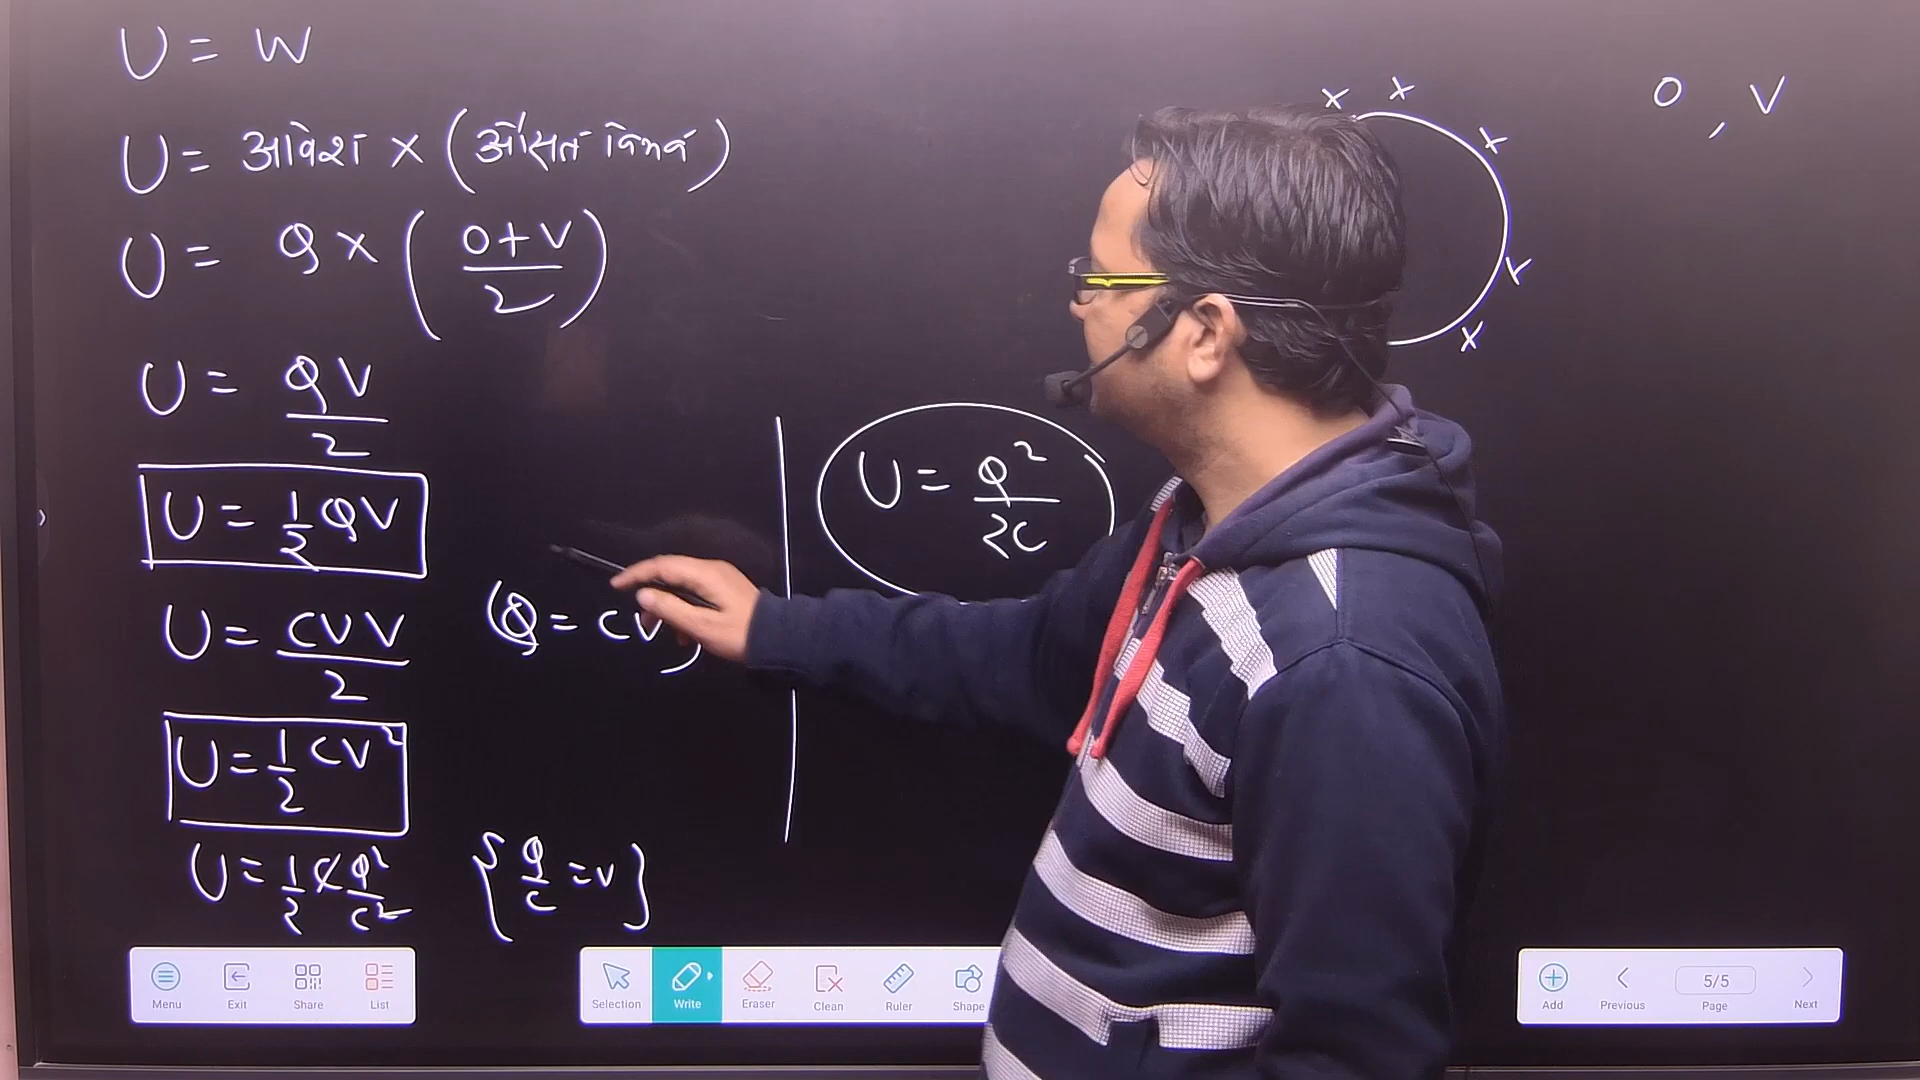 U = W
U = आवेश × (औसत विभव)
U = Q × ( (0+V)/2 )
U = QV/2
U = 1/2 QV
U = CVV/2 (Q = CV)
U = 1/2 CV²
U = 1/2 C Q²/C² {Q/C = V}
U = Q²/2C
0, V
x x x x x
Menu Exit Share List
Selection Write Eraser Clean Ruler Shape
Add Previous 5/5 Page Next